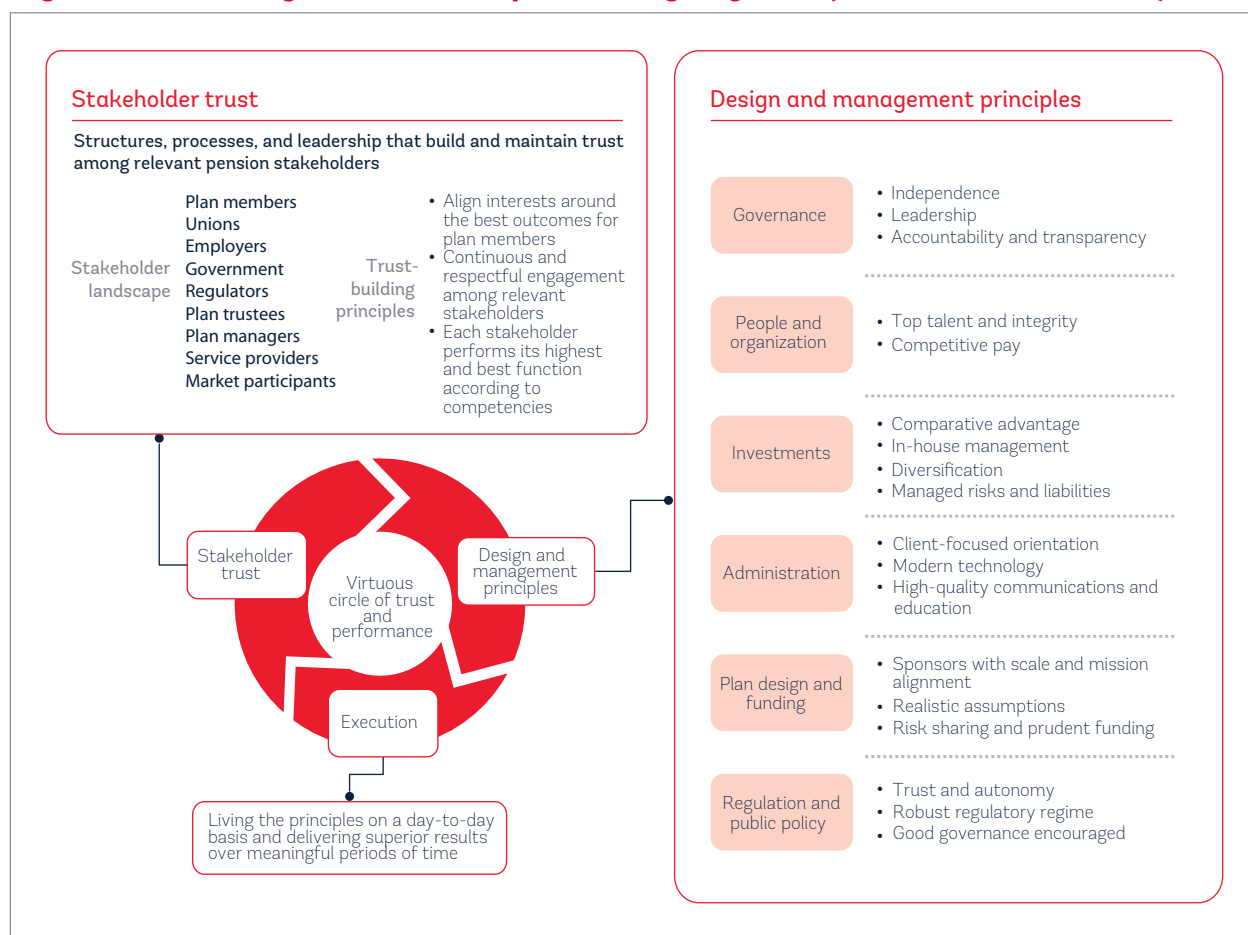 Stakeholder trust
Structures, processes, and leadership that build and maintain trust
among relevant pension stakeholders
Stakeholder
landscape
Plan members
Unions
Employers
Government
Regulators
Plan trustees
Plan managers
Service providers
Market participants
Trust-
building
principles
• Align interests around
the best outcomes for
plan members
• Continuous and
respectful engagement
among relevant
stakeholders
• Each stakeholder
performs its highest
and best function
according to
competencies
Stakeholder
trust
Design and
management
principles
Virtuous
circle of trust
and
performance
Execution
Living the principles on a day-to-day
basis and delivering superior results
over meaningful periods of time
Design and management principles
Governance
• Independence
• Leadership
• Accountability and transparency
People and
organization
• Top talent and integrity
• Competitive pay
Investments
• Comparative advantage
• In-house management
• Diversification
• Managed risks and liabilities
Administration
• Client-focused orientation
• Modern technology
• High-quality communications and
education
Plan design and
funding
• Sponsors with scale and mission
alignment
• Realistic assumptions
• Risk sharing and prudent funding
Regulation and
public policy
• Trust and autonomy
• Robust regulatory regime
• Good governance encouraged